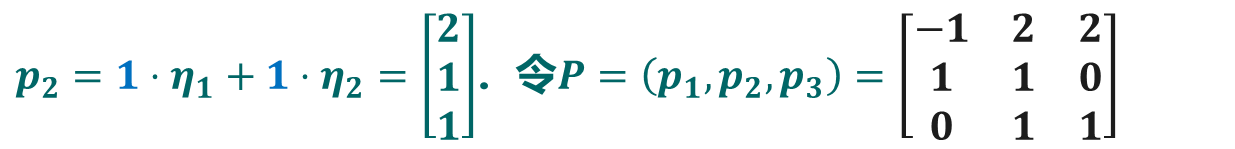 p₂ = 1 · η₁ + 1 · η₂ = [2; 1; 1]. 令P = (p₁, p₂, p₃) = [−1 2 2; 1 1 0; 0 1 1]